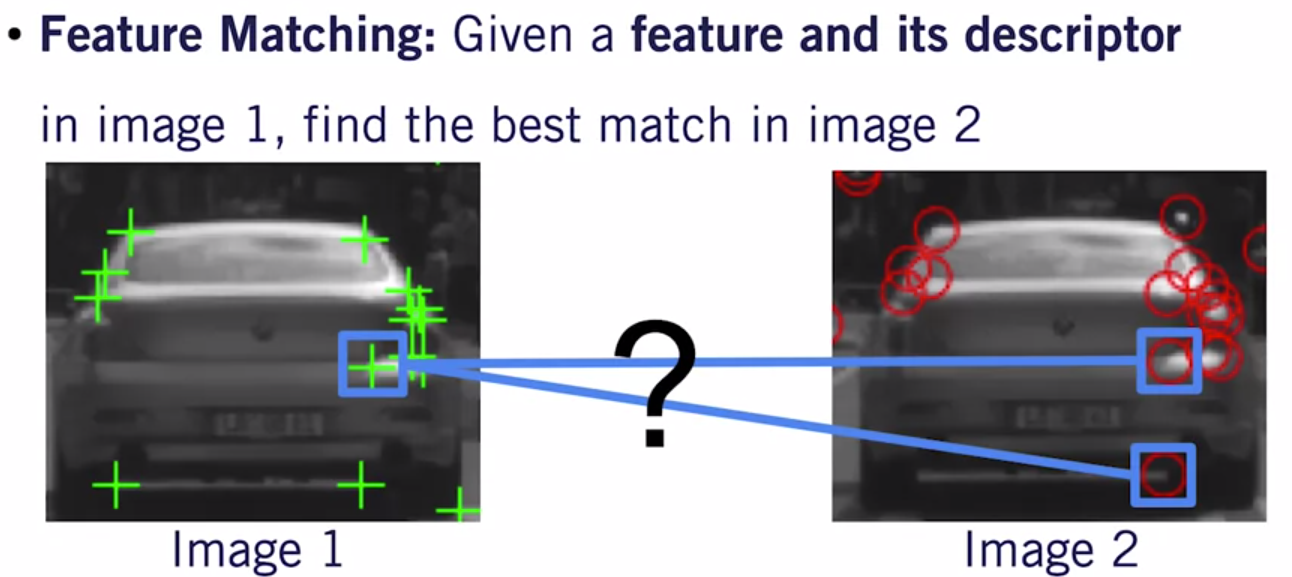 • Feature Matching: Given a feature and its descriptor
in image 1, find the best match in image 2
?
Image 1
Image 2